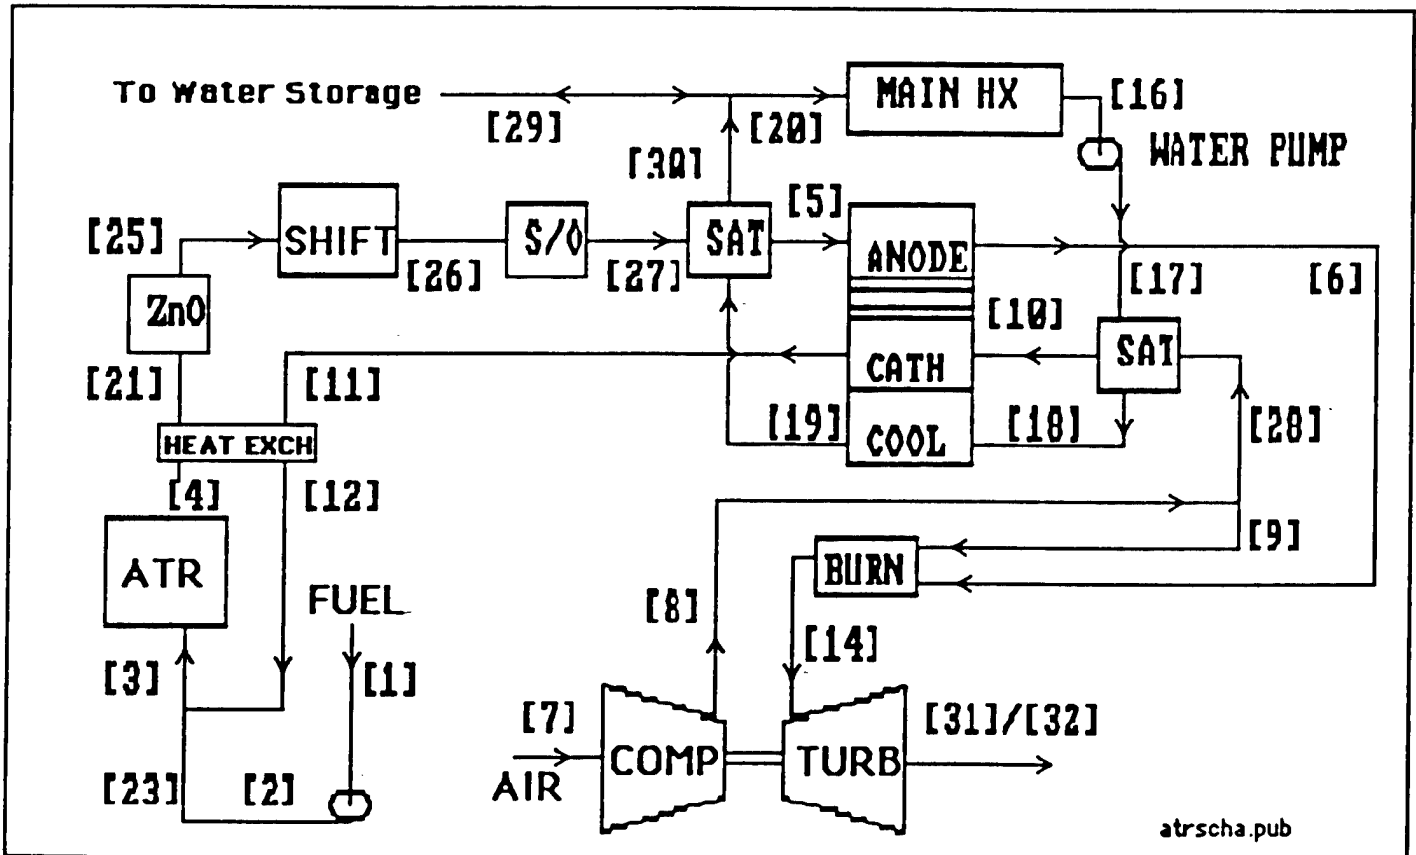 To Water Storage
MAIN HX
[16]
[29]
[20]
WATER PUMP
[30]
[5]
[25]
SHIFT
S/O
SAT
ANODE
[26]
[27]
[17]
[6]
ZnO
[10]
[21]
[11]
CATH
SAT
HEAT EXCH
[19]
COOL
[18]
[28]
[4]
[12]
ATR
FUEL
BURN
[9]
[8]
[14]
[3]
[1]
[7]
[31]/[32]
COMP
TURB
[23]
[2]
AIR
atrscha.pub